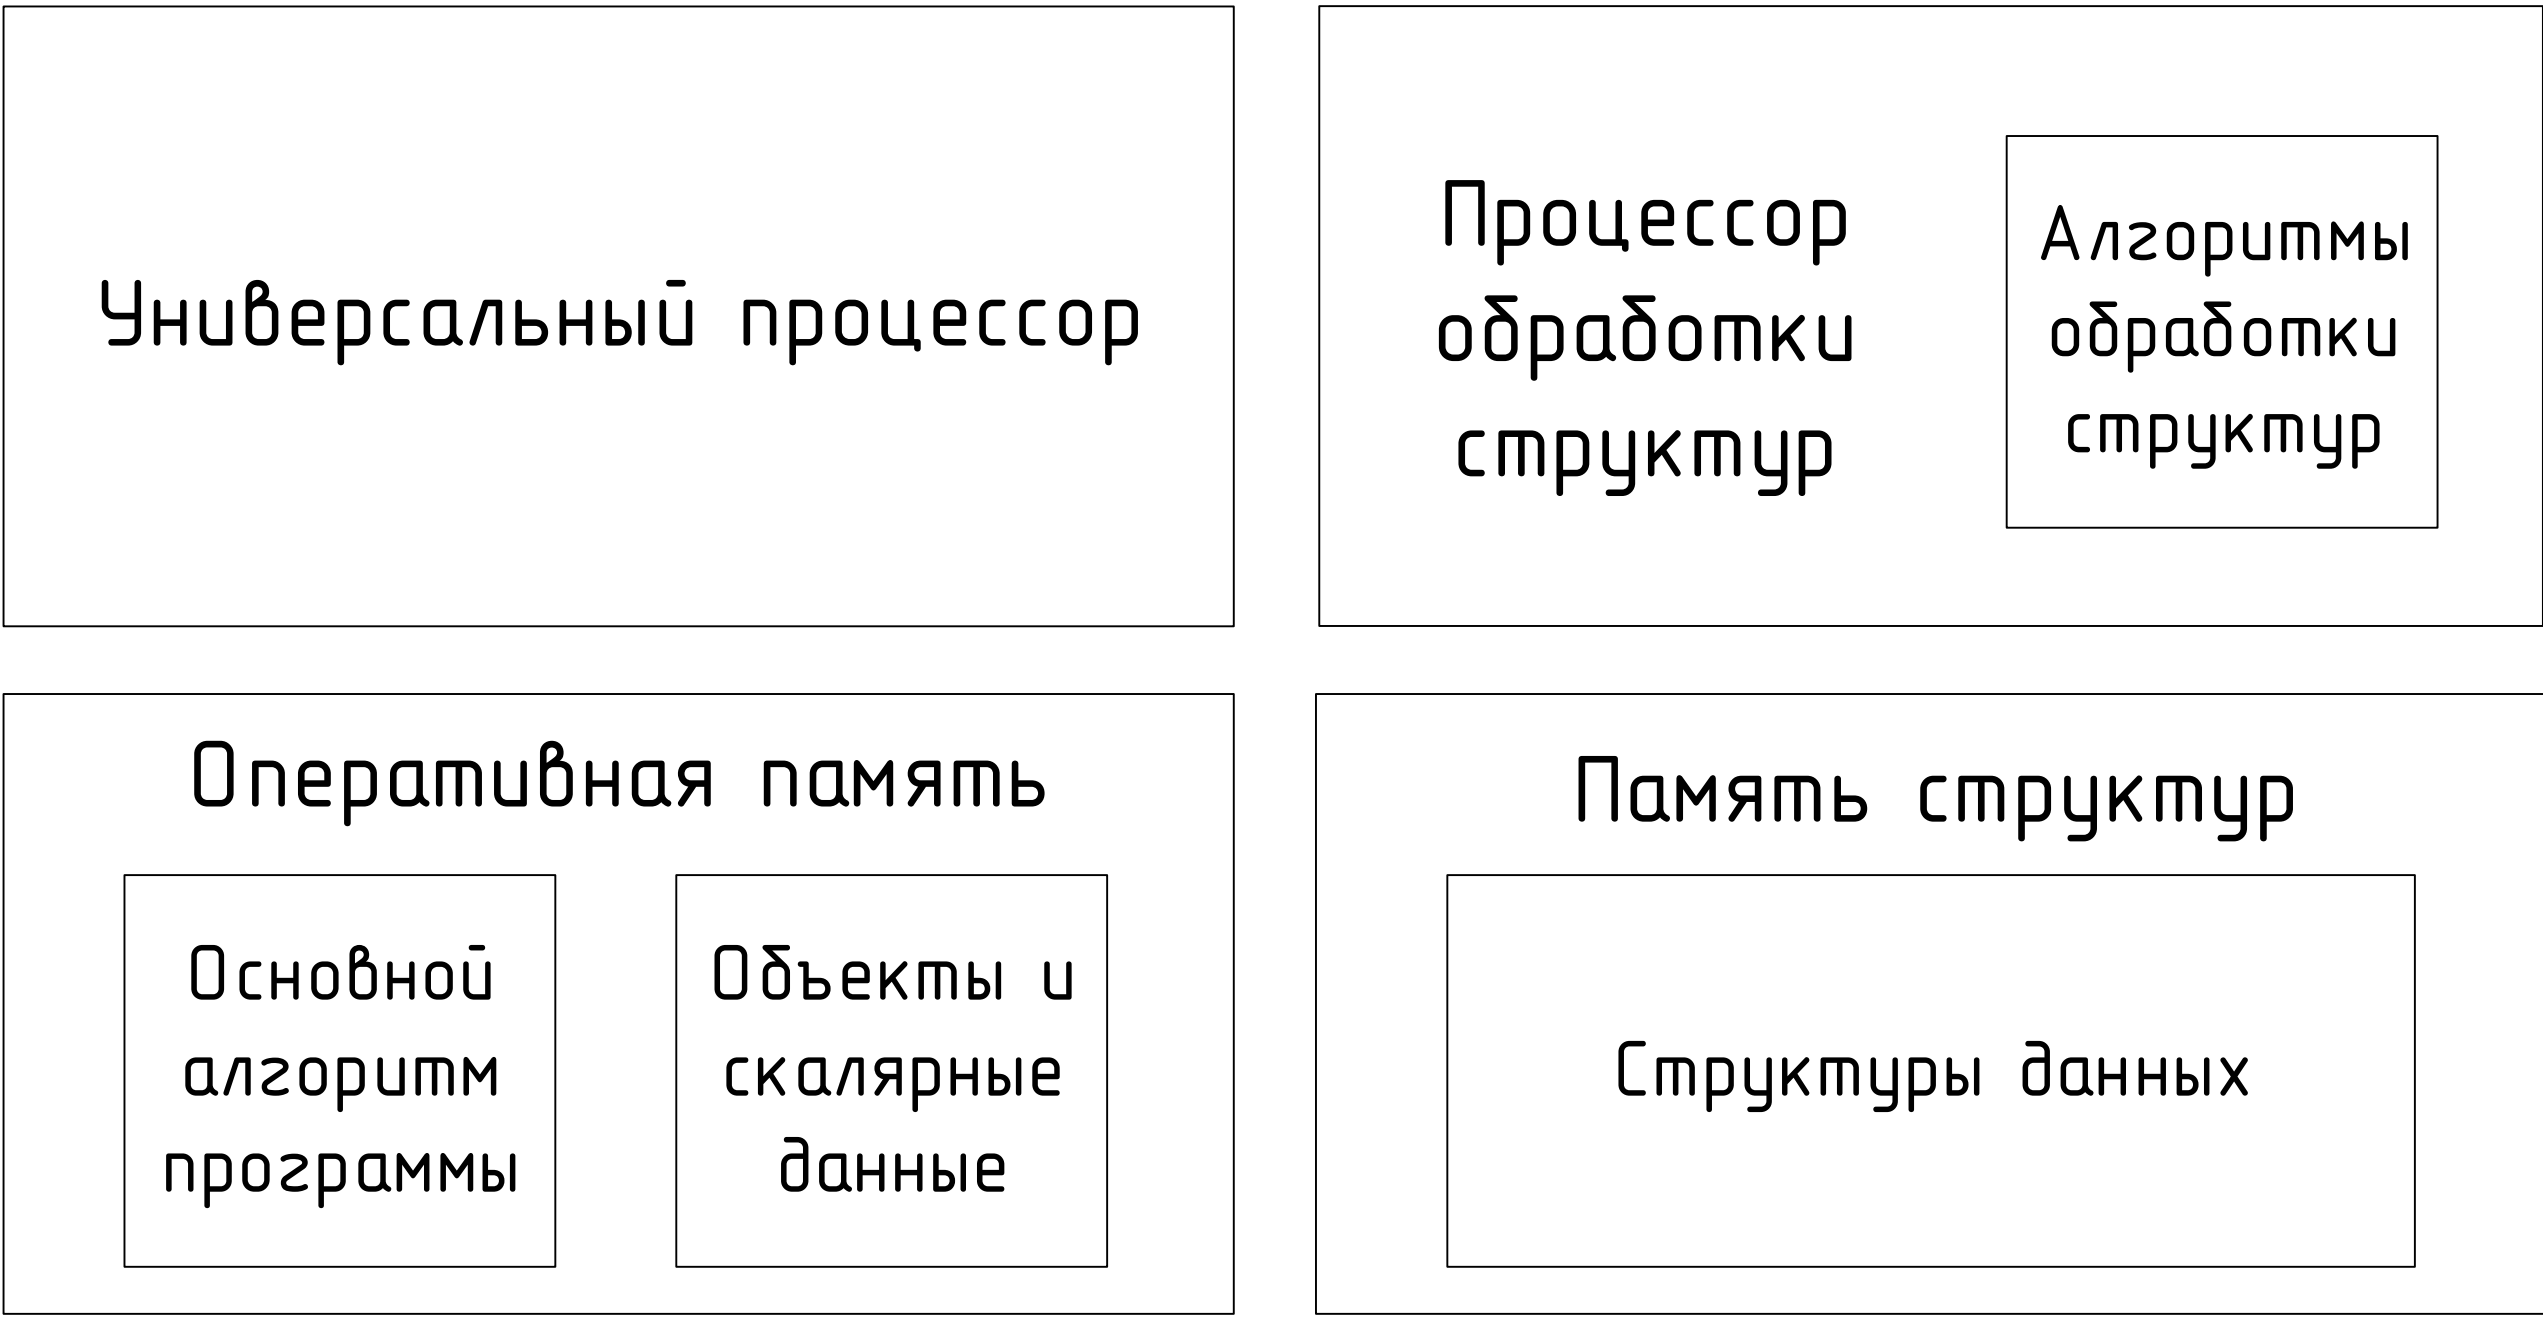 Универсальный процессор
Процессор
обработки
структур
Алгоритмы
обработки
структур
Оперативная память
Основной
алгоритм
программы
Объекты и
скалярные
данные
Память структур
Структуры данных